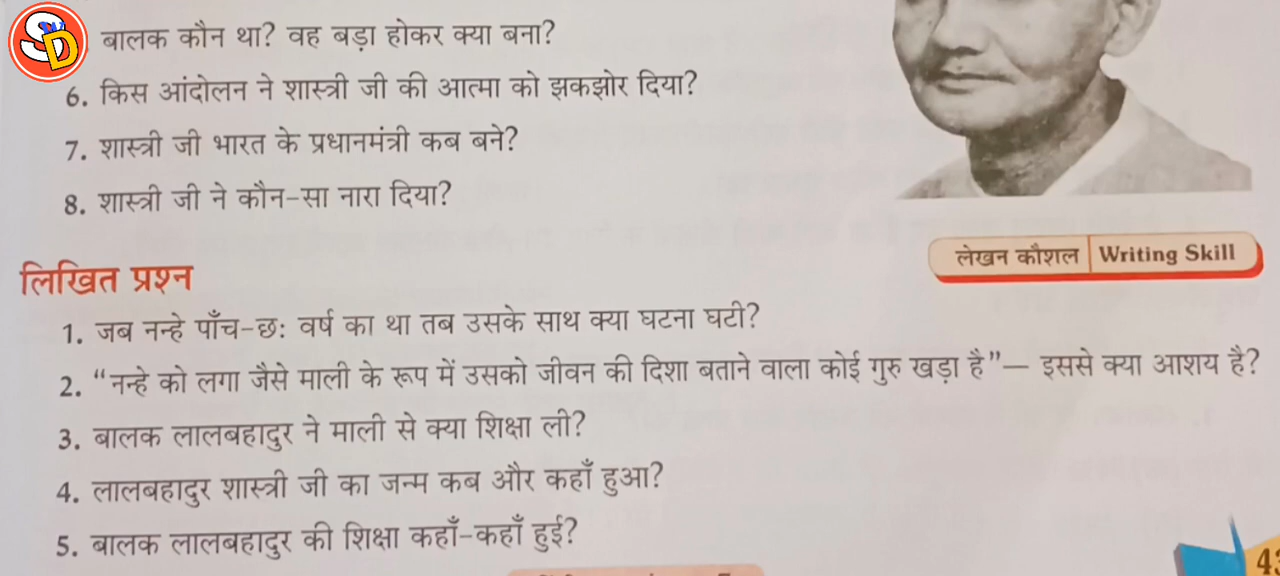 SD
बालक कौन था? वह बड़ा होकर क्या बना?
6. किस आंदोलन ने शास्त्री जी की आत्मा को झकझोर दिया?
7. शास्त्री जी भारत के प्रधानमंत्री कब बने?
8. शास्त्री जी ने कौन-सा नारा दिया?
लेखन कौशल | Writing Skill
लिखित प्रश्न
1. जब नन्हे पाँच-छः वर्ष का था तब उसके साथ क्या घटना घटी?
2. “नन्हे को लगा जैसे माली के रूप में उसको जीवन की दिशा बताने वाला कोई गुरु खड़ा है”— इससे क्या आशय है?
3. बालक लालबहादुर ने माली से क्या शिक्षा ली?
4. लालबहादुर शास्त्री जी का जन्म कब और कहाँ हुआ?
5. बालक लालबहादुर की शिक्षा कहाँ-कहाँ हुई?